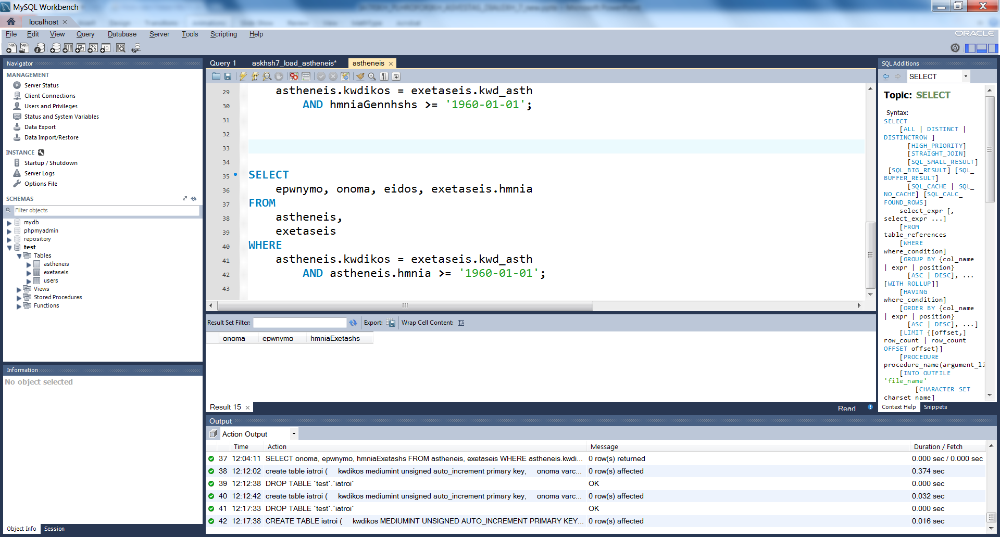 MySQL Workbench
localhost
File Edit View Query Database Server Tools Scripting Help
ORACLE
Navigator
MANAGEMENT
Server Status
Client Connections
Users and Privileges
Status and System Variables
Data Export
Data Import/Restore
INSTANCE
Startup / Shutdown
Server Logs
Options File
SCHEMAS
Filter objects
mydb
phpmyadmin
repository
test
Tables
astheneis
exetaseis
users
Views
Stored Procedures
Functions
Information
No object selected
Object Info Session
Query 1 askhsh7_load_astheneis* astheneis
29 astheneis.kwdikos = exetaseis.kwd_asth
30 AND hmniaGennhshs >= '1960-01-01';
31
32
33
34
35 SELECT
36 epwnymo, onoma, eidos, exetaseis.hmnia
37 FROM
38 astheneis,
39 exetaseis
40 WHERE
41 astheneis.kwdikos = exetaseis.kwd_asth
42 AND astheneis.hmnia >= '1960-01-01';
43
Result Set Filter: Export: Wrap Cell Content:
onoma epwnymo hmniaExetashs
Result 15
Read
Output
Action Output
Time Action Message Duration / Fetch
37 12:04:11 SELECT onoma, epwnymo, hmniaExetashs FROM astheneis, exetaseis WHERE astheneis.kwdi... 0 row(s) returned 0.000 sec / 0.000 sec
38 12:12:02 create table iatroi ( kwdikos mediumint unsigned auto_increment primary key, onoma varc... 0 row(s) affected 0.374 sec
39 12:12:38 DROP TABLE `test`.`iatroi` OK 0.000 sec
40 12:12:42 create table iatroi ( kwdikos mediumint unsigned auto_increment primary key, onoma varc... 0 row(s) affected 0.032 sec
41 12:17:33 DROP TABLE `test`.`iatroi` OK 0.000 sec
42 12:17:38 CREATE TABLE iatroi ( kwdikos MEDIUMINT UNSIGNED AUTO_INCREMENT PRIMARY KEY... 0 row(s) affected 0.016 sec
SQL Additions
SELECT
Topic: SELECT
Syntax:
SELECT
[ALL | DISTINCT |
DISTINCTROW ]
[HIGH_PRIORITY]
[STRAIGHT_JOIN]
[SQL_SMALL_RESULT]
[SQL_BIG_RESULT] [SQL_
BUFFER_RESULT]
[SQL_CACHE | SQL_
NO_CACHE] [SQL_CALC_
FOUND_ROWS]
select_expr [,
select_expr ...]
[FROM
table_references
[WHERE
where_condition]
[GROUP BY {col_name
| expr | position}
[ASC | DESC], ...
[WITH ROLLUP]]
[HAVING
where_condition]
[ORDER BY {col_name
| expr | position}
[ASC | DESC], ...]
[LIMIT {[offset,]
row_count | row_count
OFFSET offset}]
[PROCEDURE
procedure_name(argument_li
[INTO OUTFILE
'file_name'
[CHARACTER SET
charset_name]
Context Help Snippets